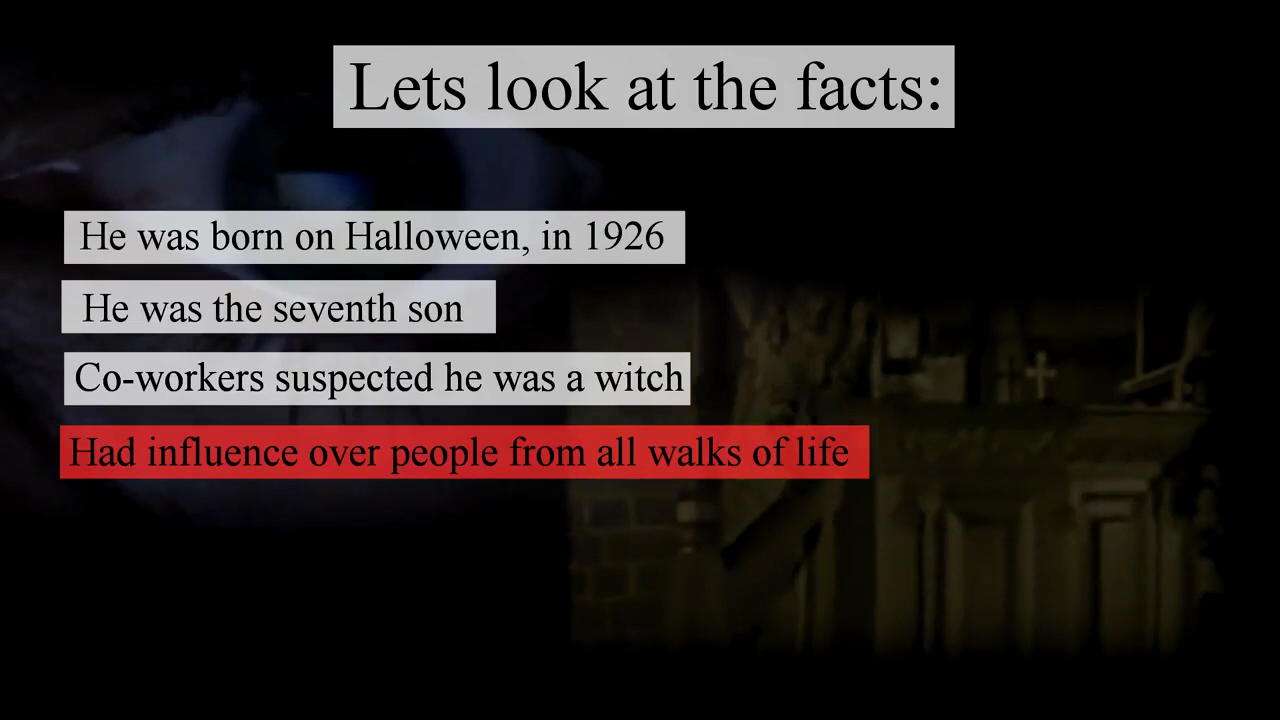 Lets look at the facts:
He was born on Halloween, in 1926
He was the seventh son
Co-workers suspected he was a witch
Had influence over people from all walks of life